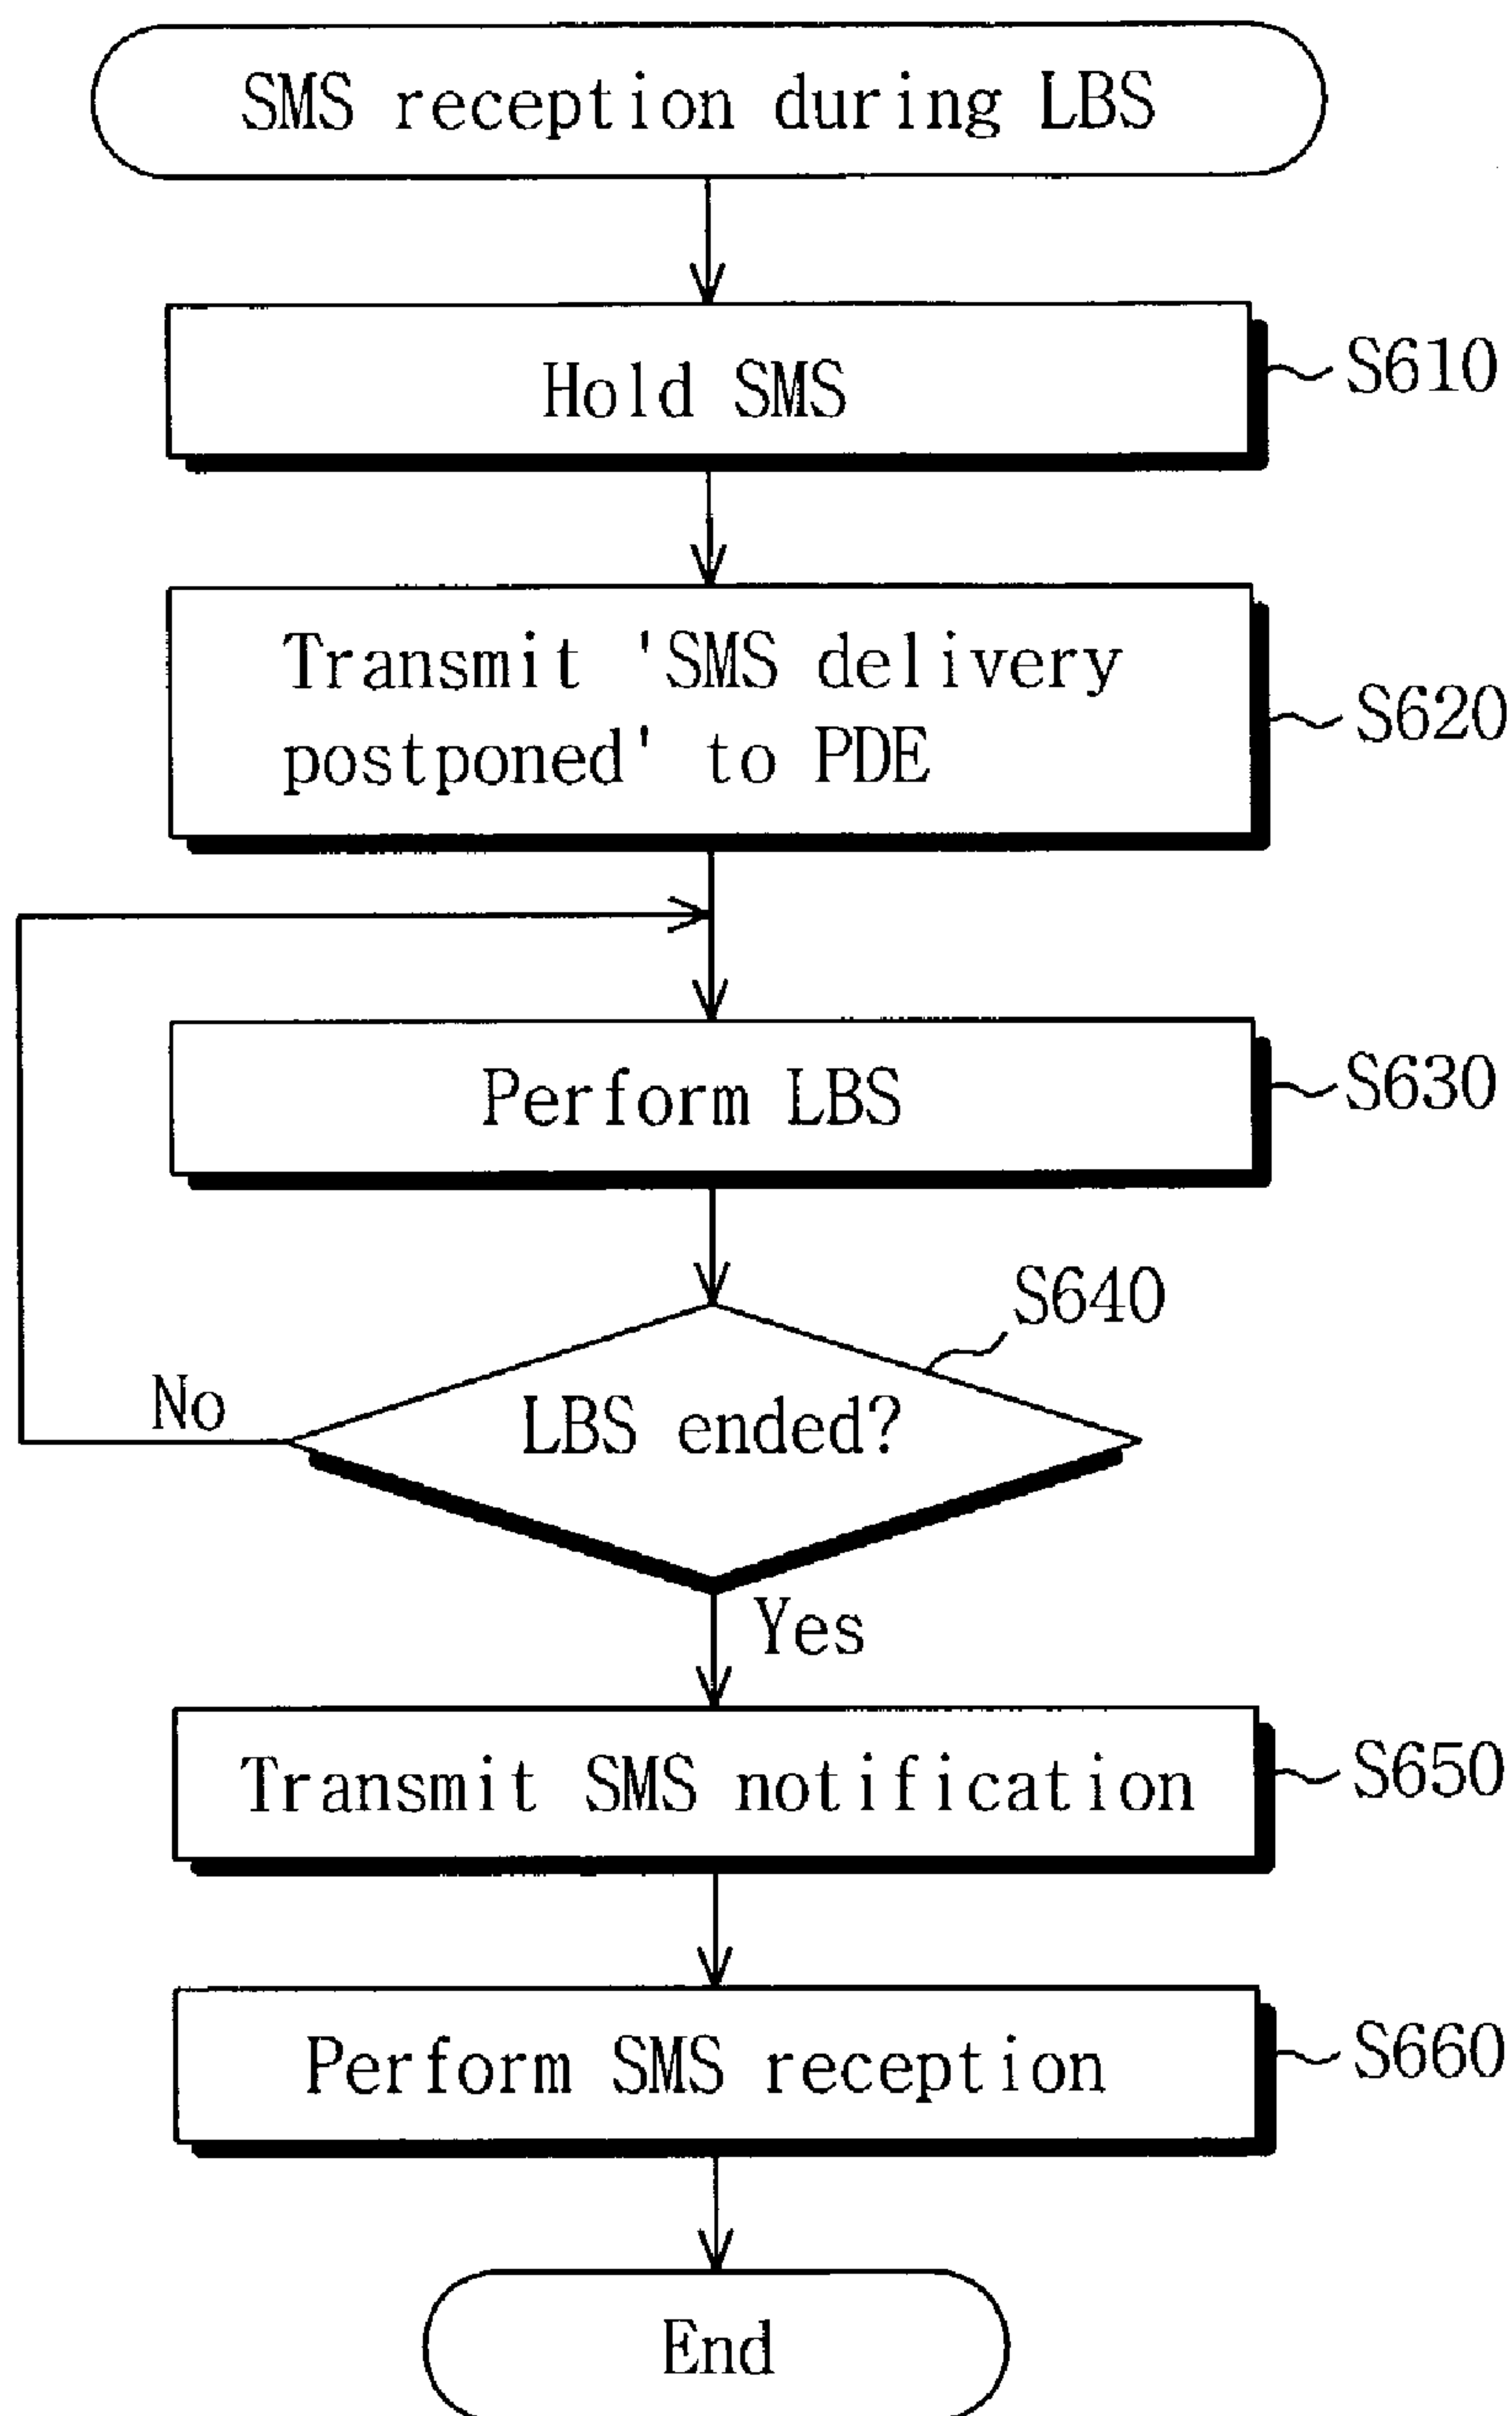 SMS reception during LBS
Hold SMS
S610
Transmit 'SMS delivery
postponed' to PDE
S620
Perform LBS
S630
S640
LBS ended?
No
Yes
Transmit SMS notification
S650
Perform SMS reception
S660
End